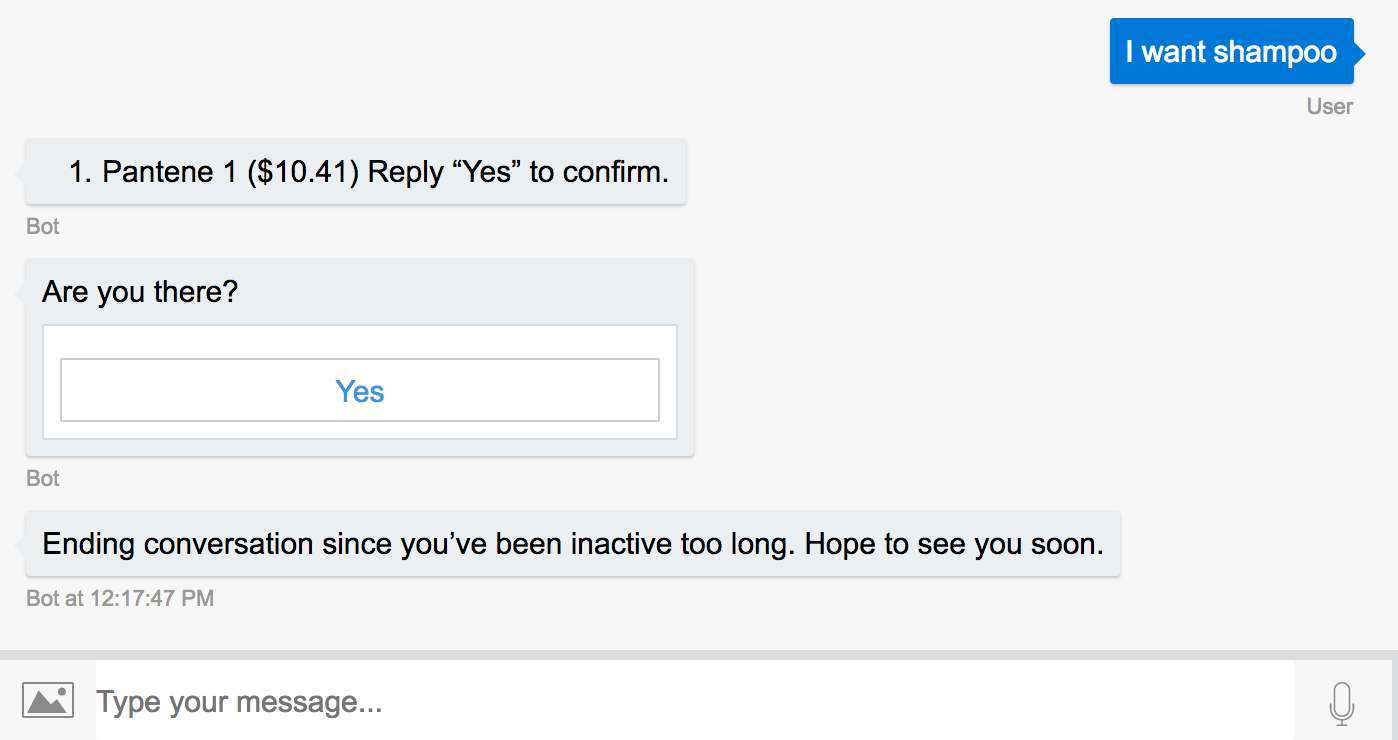 I want shampoo
User
1. Pantene 1 ($10.41) Reply “Yes” to confirm.
Bot
Are you there?
Yes
Bot
Ending conversation since you’ve been inactive too long. Hope to see you soon.
Bot at 12:17:47 PM
Type your message...